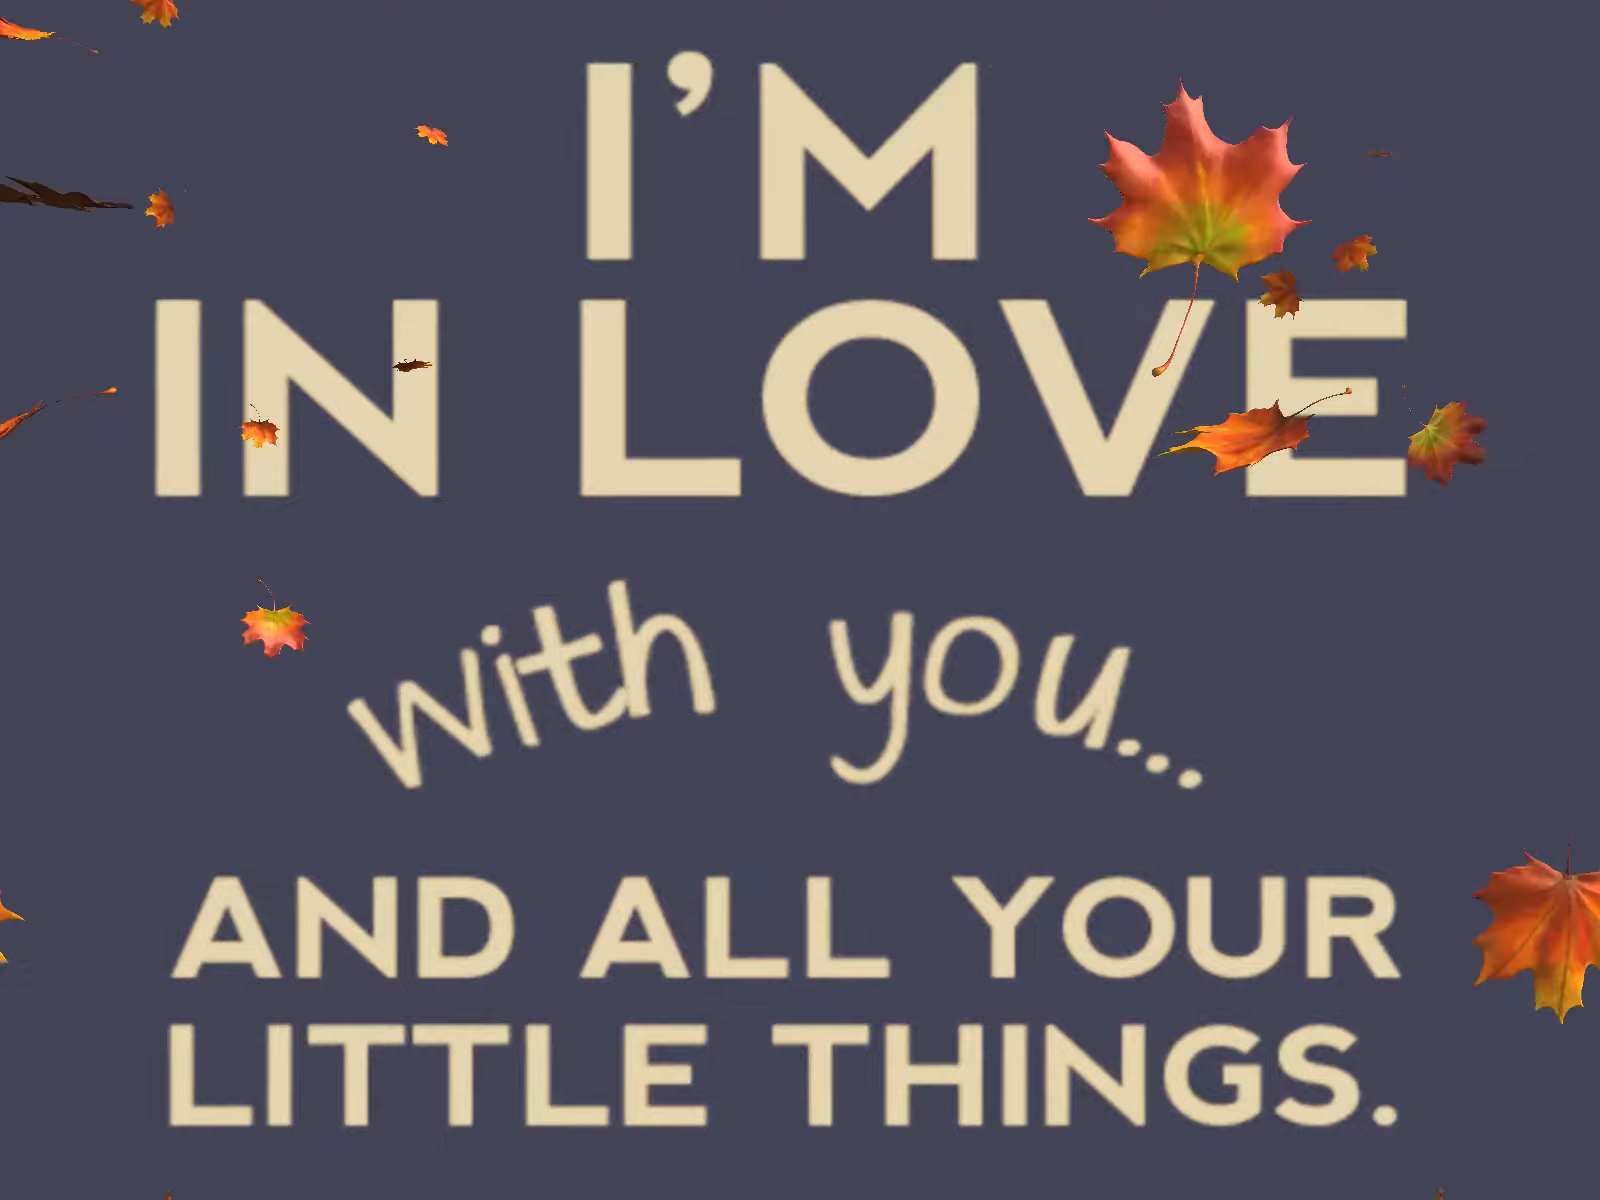 I’M
IN LOVE
with you...
AND ALL YOUR
LITTLE THINGS.